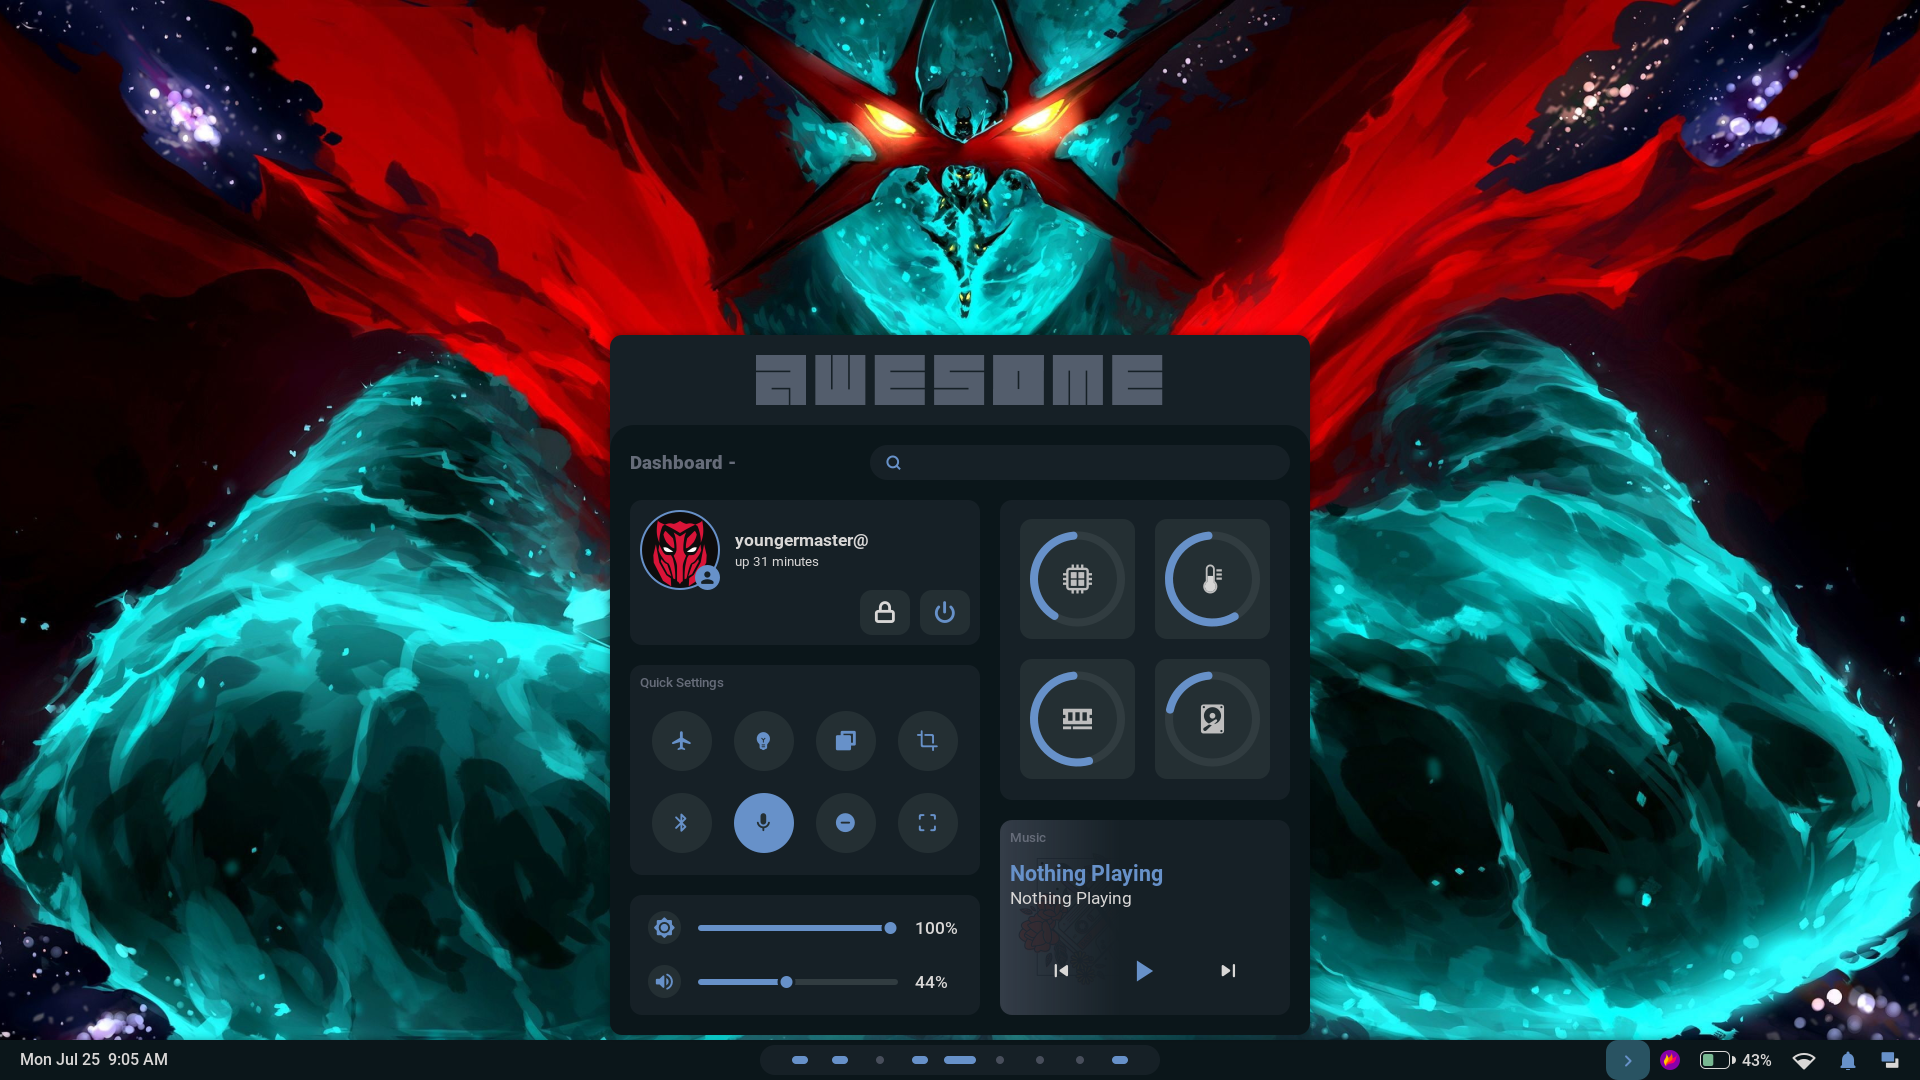 AWESOME
Dashboard -
youngermaster@
up 31 minutes
Quick Settings
100%
44%
Music
Nothing Playing
Nothing Playing
Mon Jul 25 9:05 AM
43%